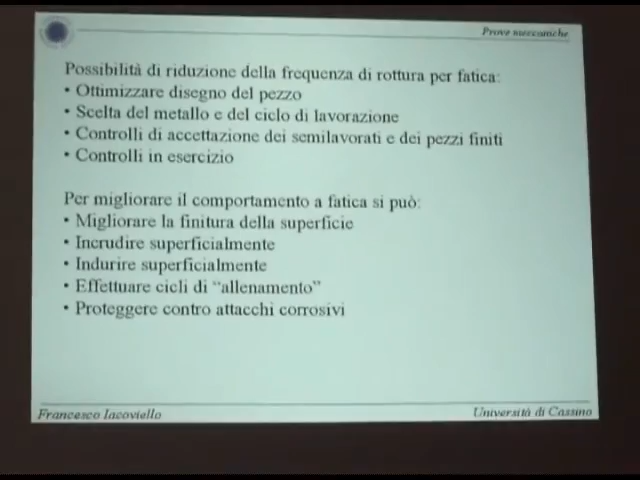 Prove meccaniche
Possibilità di riduzione della frequenza di rottura per fatica:
• Ottimizzare disegno del pezzo
• Scelta del metallo e del ciclo di lavorazione
• Controlli di accettazione dei semilavorati e dei pezzi finiti
• Controlli in esercizio
Per migliorare il comportamento a fatica si può:
• Migliorare la finitura della superficie
• Incrudire superficialmente
• Indurire superficialmente
• Effettuare cicli di “allenamento”
• Proteggere contro attacchi corrosivi
Francesco Iacoviello
Università di Cassino